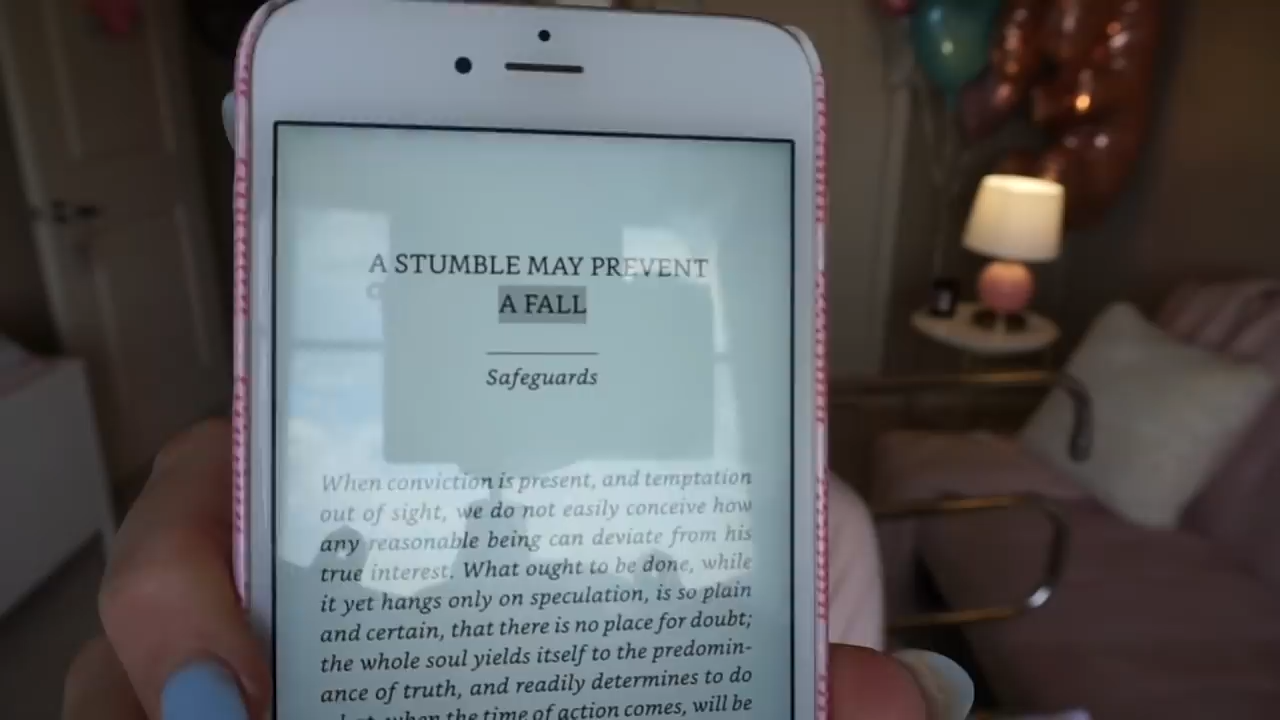 A STUMBLE MAY PREVENT
A FALL
Safeguards
When conviction is present, and temptation
out of sight, we do not easily conceive how
any reasonable being can deviate from his
true interest. What ought to be done, while
it yet hangs only on speculation, is so plain
and certain, that there is no place for doubt;
the whole soul yields itself to the predomin-
ance of truth, and readily determines to do
what, when the time of action comes, will be